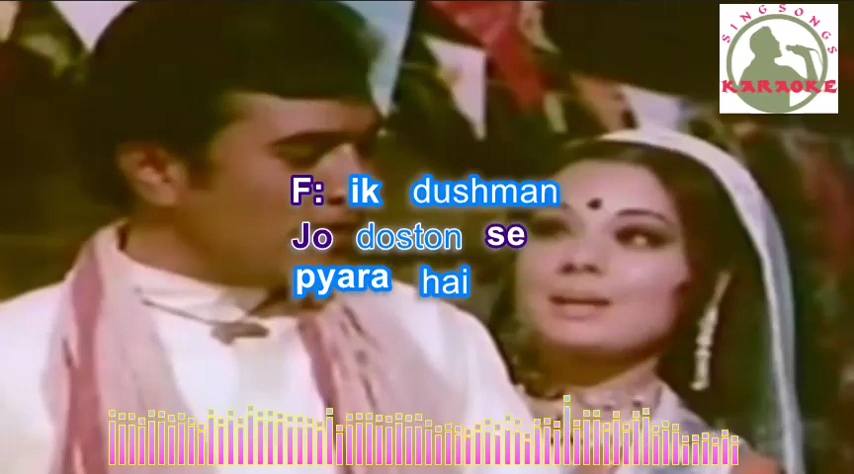 SINGSONGS
KARAOKE
F: ik dushman
Jo doston se
pyara hai